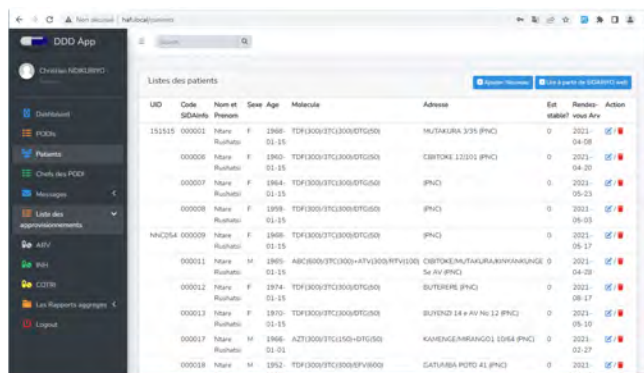 Non sécurisé | haf.local/patients
DDD App
Search
Listes des patients
Ajouter Nouveau
Lire à partir de SIDAINFO web
Dashboard
PODIs
Patients
Chefs des PODI
Messages
Liste des approvisionnements
ARV
INH
COTRI
Les Rapports aggreges
Logout
UID Code SIDAInfo Nom et Prenom Sexe Age Molecule Adresse Est stable? Rendez-vous Arv Action
151515 000001 Ntare Rushatsi F 1968-01-15 TDF(300)/3TC(300)/DTG(50) MUTAKURA 3/35 (PNC) 0 2021-04-08
Ntare Rushatsi F 1960-01-15 TDF(300)/3TC(300)/DTG(50) CIBITOKE 12/101 (PNC) 0 2021-04-20
000007 Ntare Rushatsi F 1964-01-15 TDF(300)/3TC(300)/DTG(50) (PNC) 0 2021-05-23
000008 Ntare Rushatsi F 1959-01-15 TDF(300)/3TC(300)/DTG(50) (PNC) 0 2021-05-03
NNC054 000009 Ntare Rushatsi F 1968-01-15 TDF(300)/3TC(300)/DTG(50) (PNC) 0 2021-05-17
000011 Ntare Rushatsi M 1965-01-15 ABC(600)/3TC(300)+ATV(300)/RTV(100) CIBITOKE/MUTAKURA/KINYANKUNGE 5e AV (PNC) 0 2021-04-28
000012 Ntare Rushatsi F 1974-01-15 TDF(300)/3TC(300)/DTG(50) BUTERERE (PNC) 0 2021-08-17
000013 Ntare Rushatsi F 1970-01-15 TDF(300)/3TC(300)/DTG(50) BUYENZI 14 e AV No 12 (PNC) 0 2021-05-10
000017 Ntare Rushatsi M 1966-01-01 AZT(300)/3TC(150)+DTG(50) KAMENGE/MIRANGO1 10/64 (PNC) 0 2021-02-27
000018 Ntare M 1952- TDF(300)/3TC(300)/EFV(600) GATUMBA POTO 41 (PNC) 0 2021-